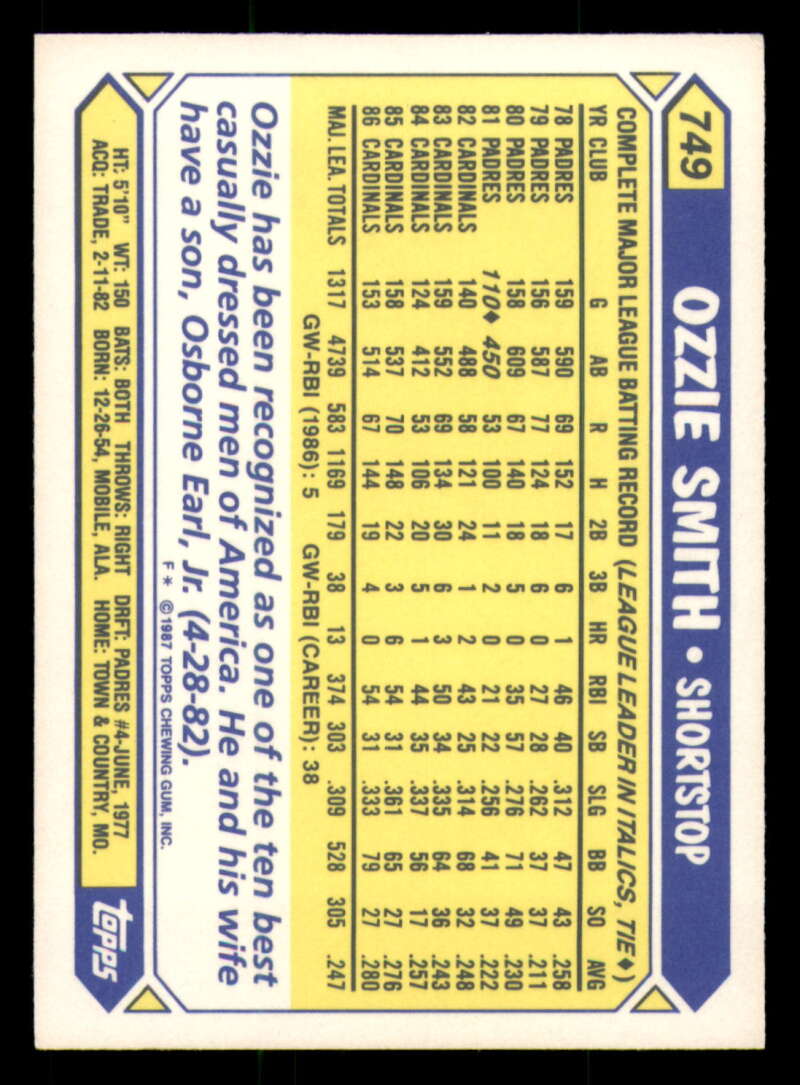 749 OZZIE SMITH • SHORTSTOP
COMPLETE MAJOR LEAGUE BATTING RECORD (LEAGUE LEADER IN ITALICS, TIE♦)
YR CLUB G AB R H 2B 3B HR RBI SB SLG BB SO AVG
78 PADRES 159 590 69 152 17 6 1 46 40 .312 47 43 .258
79 PADRES 156 587 77 124 18 6 0 27 28 .262 37 37 .211
80 PADRES 158 609 67 140 18 5 0 35 57 .276 71 49 .230
81 PADRES 110♦ 450 53 100 11 2 0 21 22 .256 41 37 .222
82 CARDINALS 140 488 58 121 24 1 2 43 25 .314 68 32 .248
83 CARDINALS 159 552 69 134 30 6 3 50 34 .335 64 36 .243
84 CARDINALS 124 412 53 106 20 5 1 44 35 .337 56 17 .257
85 CARDINALS 158 537 70 148 22 3 6 54 31 .361 65 27 .276
86 CARDINALS 153 514 67 144 19 4 0 54 31 .333 79 27 .280
MAJ. LEA. TOTALS 1317 4739 583 1169 179 38 13 374 303 .309 528 305 .247
GW-RBI (1986): 5 GW-RBI (CAREER): 38
Ozzie has been recognized as one of the ten best
casually dressed men of America. He and his wife
have a son, Osborne Earl, Jr. (4-28-82).
F* ©1987 TOPPS CHEWING GUM, INC.
HT: 5'10" WT: 150 BATS: BOTH THROWS: RIGHT DRFT: PADRES #4-JUNE, 1977
ACQ: TRADE, 2-11-82 BORN: 12-26-54, MOBILE, ALA. HOME: TOWN & COUNTRY, MO.
topps